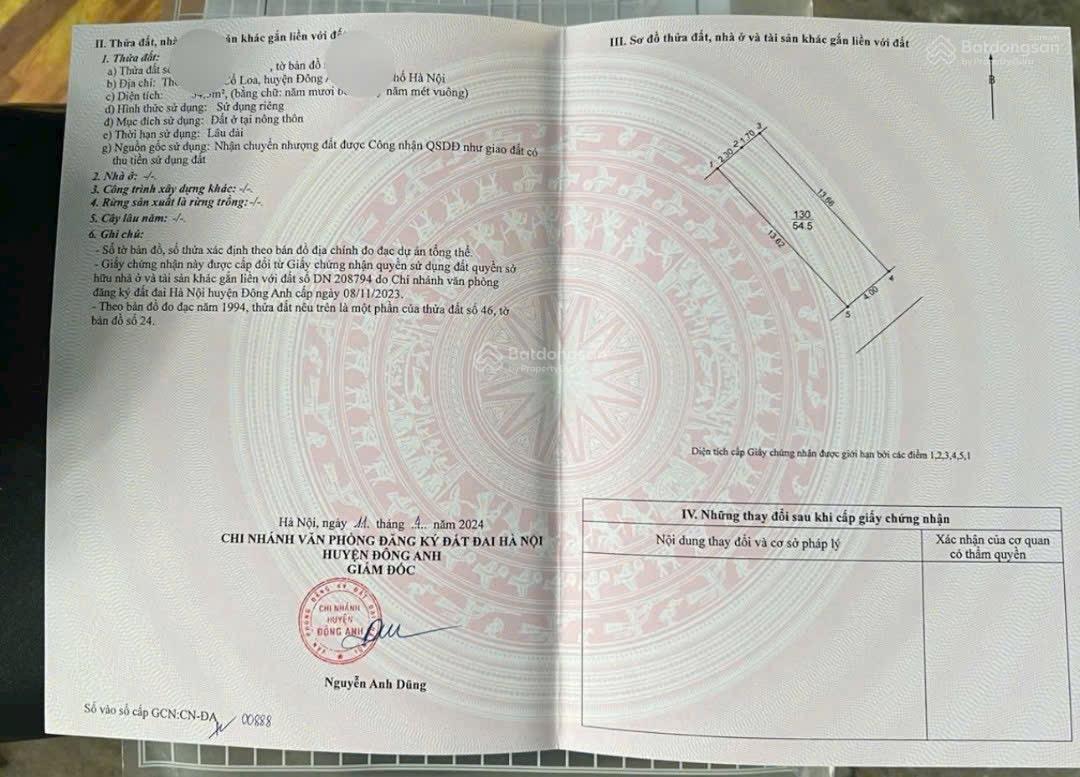 II. Thửa đất, nhà sản khác gắn liền với đất
1. Thửa đất:
a) Thửa đất số , tờ bản đồ
b) Địa chỉ: Cổ Loa, huyện Đông Hà Nội
c) Diện tích: m², (bằng chữ: năm mươi năm mét vuông)
d) Hình thức sử dụng: Sử dụng riêng
đ) Mục đích sử dụng: Đất ở tại nông thôn
e) Thời hạn sử dụng: Lâu dài
g) Nguồn gốc sử dụng: Nhận chuyển nhượng đất được Công nhận QSDĐ như giao đất có
thu tiền sử dụng đất
2. Nhà ở: -/-.
3. Công trình xây dựng khác: -/-.
4. Rừng sản xuất là rừng trồng: -/-.
5. Cây lâu năm: -/-.
6. Ghi chú:
- Số tờ bản đồ, số thửa xác định theo bản đồ địa chính đo đạc dự án tổng thể.
- Giấy chứng nhận này được cấp đổi từ Giấy chứng nhận quyền sử dụng đất quyền sở
hữu nhà ở và tài sản khác gắn liền với đất số DN 208794 do Chi nhánh văn phòng
đăng ký đất đai Hà Nội huyện Đông Anh cấp ngày 08/11/2023.
- Theo bản đồ đo đạc năm 1994, thửa đất nêu trên là một phần của thửa đất số 46, tờ
bản đồ số 24.
Hà Nội, ngày 11 tháng 9 năm 2024
CHI NHÁNH VĂN PHÒNG ĐĂNG KÝ ĐẤT ĐAI HÀ NỘI
HUYỆN ĐÔNG ANH
GIÁM ĐỐC
VĂN PHÒNG ĐĂNG KÝ ĐẤT ĐAI
CHI NHÁNH
HUYỆN
ĐÔNG ANH
Nguyễn Anh Dũng
Số vào sổ cấp GCN:CN-ĐA 00888
III. Sơ đồ thửa đất, nhà ở và tài sản khác gắn liền với đất
Batdongsan
by PropertyGuru
B
1 2.30 2 1.70 3
13.66
130
54.5
13.62
4
4.00
5
Batdongsan
by PropertyGuru
Diện tích cấp Giấy chứng nhận được giới hạn bởi các điểm 1,2,3,4,5,1
IV. Những thay đổi sau khi cấp giấy chứng nhận
Nội dung thay đổi và cơ sở pháp lý
Xác nhận của cơ quan
có thẩm quyền